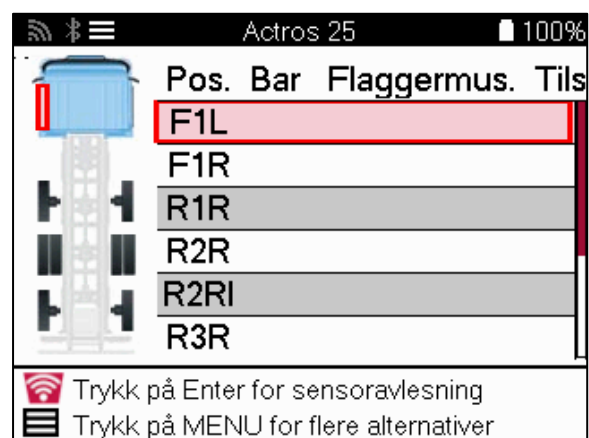 Actros 25 100%
Pos. Bar Flaggermus. Tils
F1L
F1R
R1R
R2R
R2RI
R3R
Trykk på Enter for sensoravlesning
Trykk på MENU for flere alternativer